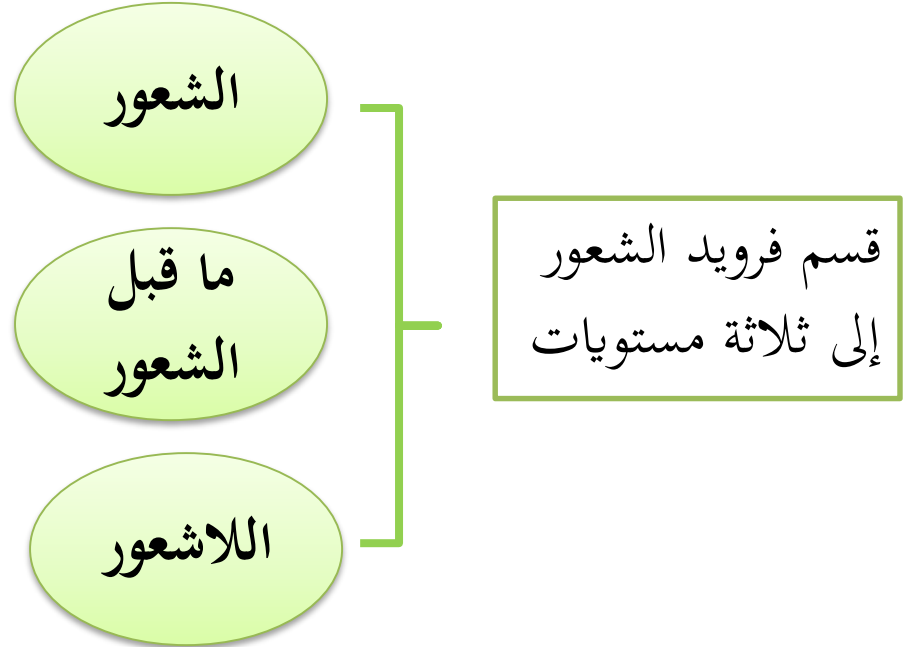 قسم فرويد الشعور
إلى ثلاثة مستويات
الشعور
ما قبل
الشعور
اللاشعور